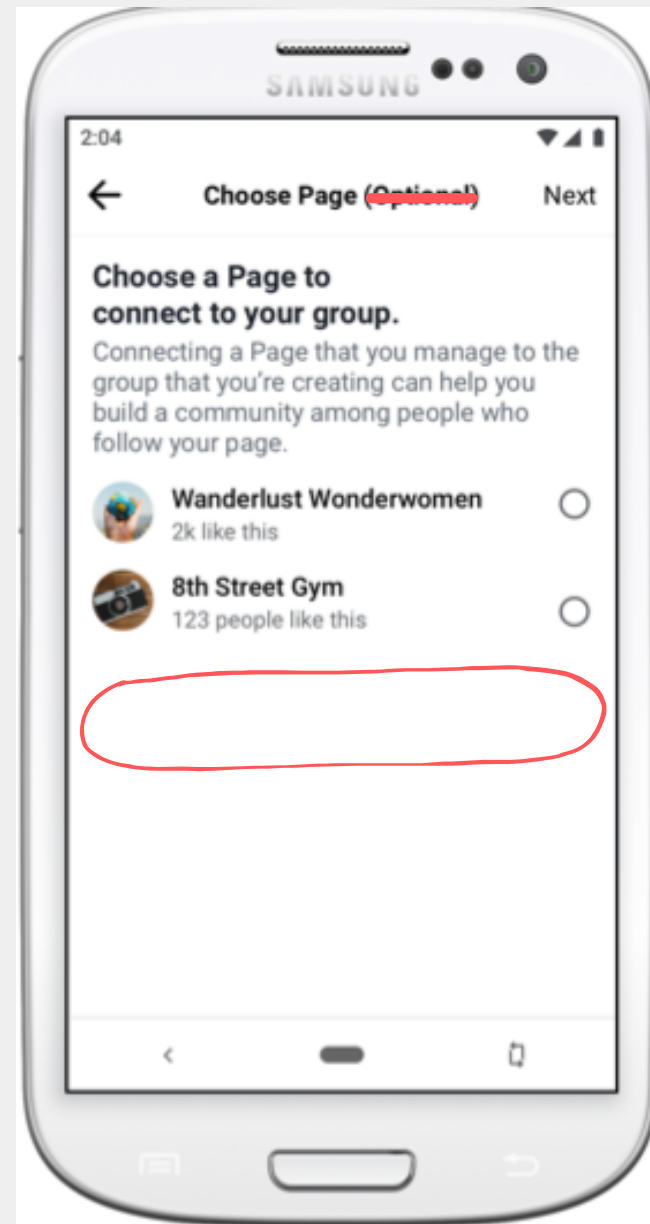 SAMSUNG
2:04
Choose Page (Optional) Next
Choose a Page to
connect to your group.
Connecting a Page that you manage to the
group that you're creating can help you
build a community among people who
follow your page.
Wanderlust Wonderwomen
2k like this
8th Street Gym
123 people like this